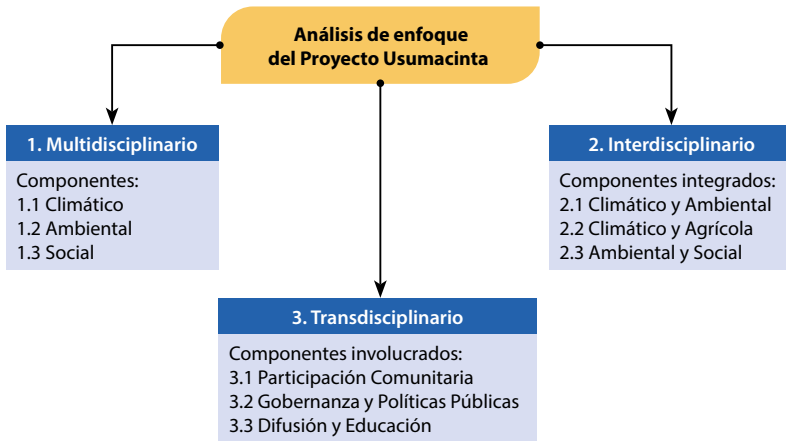 Análisis de enfoque
del Proyecto Usumacinta
1. Multidisciplinario
Componentes:
1.1 Climático
1.2 Ambiental
1.3 Social
2. Interdisciplinario
Componentes integrados:
2.1 Climático y Ambiental
2.2 Climático y Agrícola
2.3 Ambiental y Social
3. Transdisciplinario
Componentes involucrados:
3.1 Participación Comunitaria
3.2 Gobernanza y Políticas Públicas
3.3 Difusión y Educación